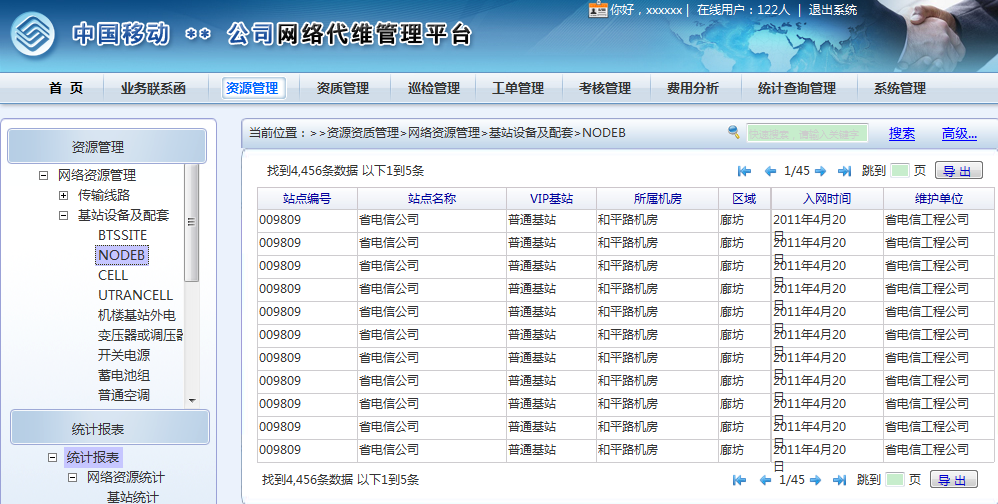 你好，xxxxxx | 在线用户：122人 | 退出系统
中国移动 ** 公司网络代维管理平台
首 页 业务联系函 资源管理 资质管理 巡检管理 工单管理 考核管理 费用分析 统计查询管理 系统管理
当前位置：>>资源资质管理>网络资源管理>基站设备及配套>NODEB 快速搜索，请输入关键字 搜索 高级...
资源管理
网络资源管理
传输线路
基站设备及配套
BTSSITE
NODEB
CELL
UTRANCELL
机楼基站外电
变压器或调压器
开关电源
蓄电池组
普通空调
统计报表
统计报表
网络资源统计
基站统计
找到4,456条数据 以下1到5条 1/45 跳到 页 导 出
站点编号 站点名称 VIP基站 所属机房 区域 入网时间 维护单位
009809 省电信公司 普通基站 和平路机房 廊坊 2011年4月20日 省电信工程公司
009809 省电信公司 普通基站 和平路机房 廊坊 2011年4月20日 省电信工程公司
009809 省电信公司 普通基站 和平路机房 廊坊 2011年4月20日 省电信工程公司
009809 省电信公司 普通基站 和平路机房 廊坊 2011年4月20日 省电信工程公司
009809 省电信公司 普通基站 和平路机房 廊坊 2011年4月20日 省电信工程公司
009809 省电信公司 普通基站 和平路机房 廊坊 2011年4月20日 省电信工程公司
009809 省电信公司 普通基站 和平路机房 廊坊 2011年4月20日 省电信工程公司
009809 省电信公司 普通基站 和平路机房 廊坊 2011年4月20日 省电信工程公司
009809 省电信公司 普通基站 和平路机房 廊坊 2011年4月20日 省电信工程公司
009809 省电信公司 普通基站 和平路机房 廊坊 2011年4月20日 省电信工程公司
009809 省电信公司 普通基站 和平路机房 廊坊 2011年4月20日 省电信工程公司
找到4,456条数据 以下1到5条 1/45 跳到 页 导 出